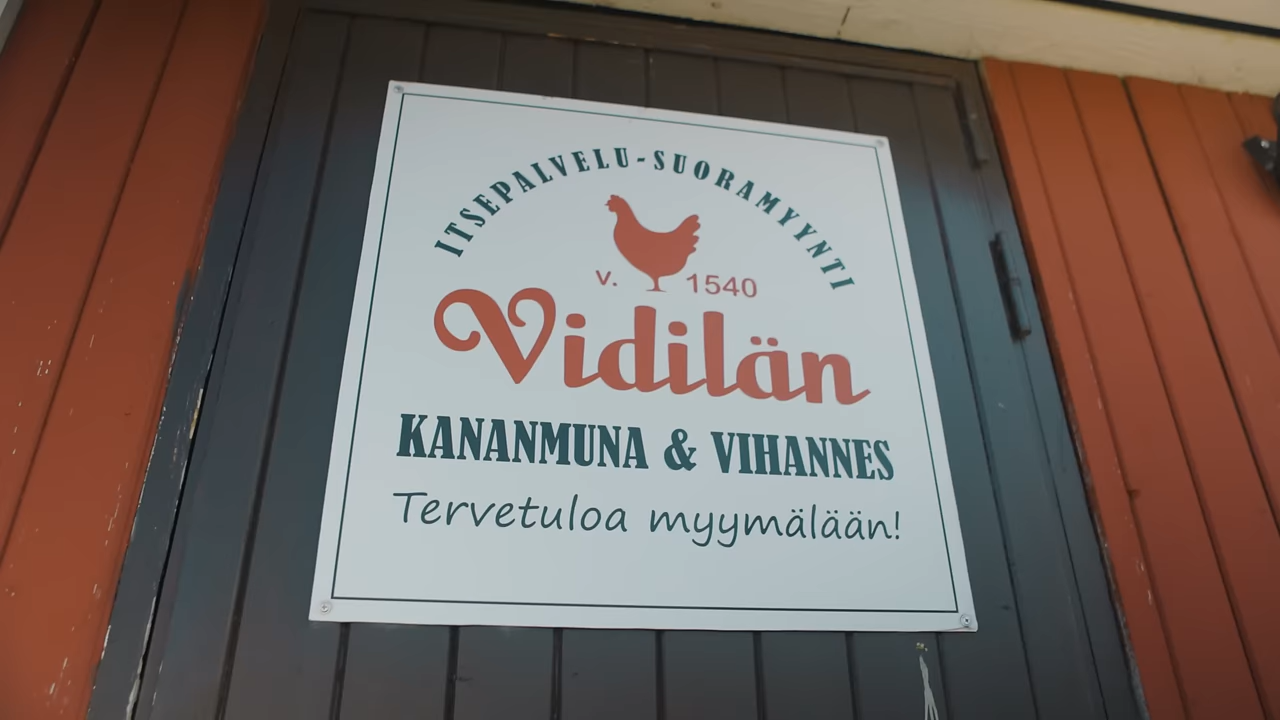 ITSEPALVELU-SUORAMYYNTI
v. 1540
Vidilän
KANANMUNA & VIHANNES
Tervetuloa myymälään!